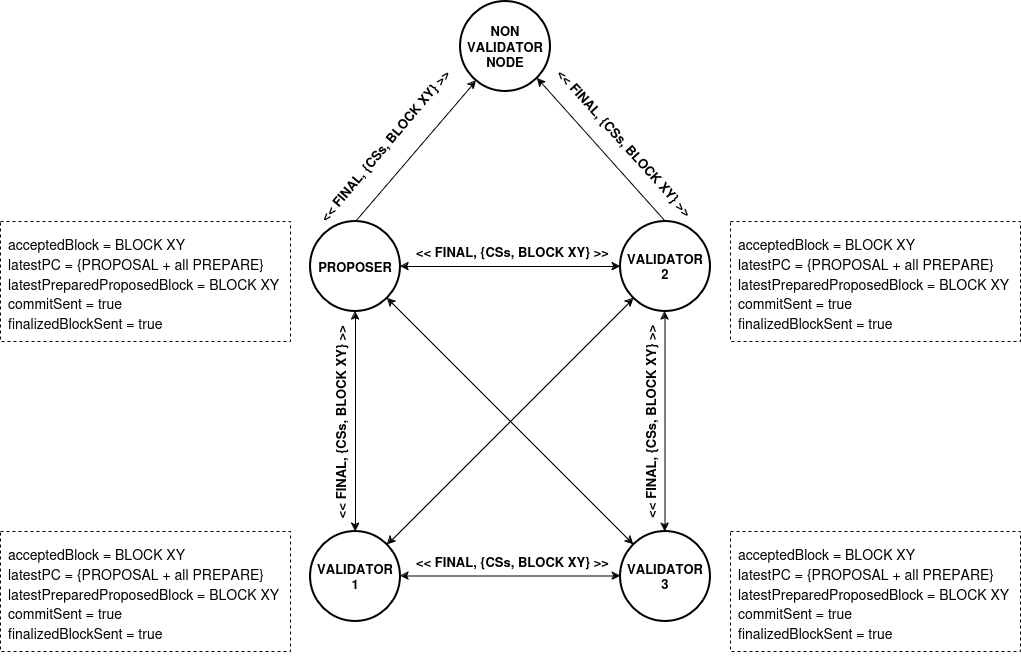 NON
VALIDATOR
NODE
<< FINAL, {CSs, BLOCK XY} >>
<< FINAL, {CSs, BLOCK XY} >>
acceptedBlock = BLOCK XY
latestPC = {PROPOSAL + all PREPARE}
latestPreparedProposedBlock = BLOCK XY
commitSent = true
finalizedBlockSent = true
PROPOSER
<< FINAL, {CSs, BLOCK XY} >>
VALIDATOR
2
acceptedBlock = BLOCK XY
latestPC = {PROPOSAL + all PREPARE}
latestPreparedProposedBlock = BLOCK XY
commitSent = true
finalizedBlockSent = true
<< FINAL, {CSs, BLOCK XY} >>
<< FINAL, {CSs, BLOCK XY} >>
acceptedBlock = BLOCK XY
latestPC = {PROPOSAL + all PREPARE}
latestPreparedProposedBlock = BLOCK XY
commitSent = true
finalizedBlockSent = true
VALIDATOR
1
<< FINAL, {CSs, BLOCK XY} >>
VALIDATOR
3
acceptedBlock = BLOCK XY
latestPC = {PROPOSAL + all PREPARE}
latestPreparedProposedBlock = BLOCK XY
commitSent = true
finalizedBlockSent = true